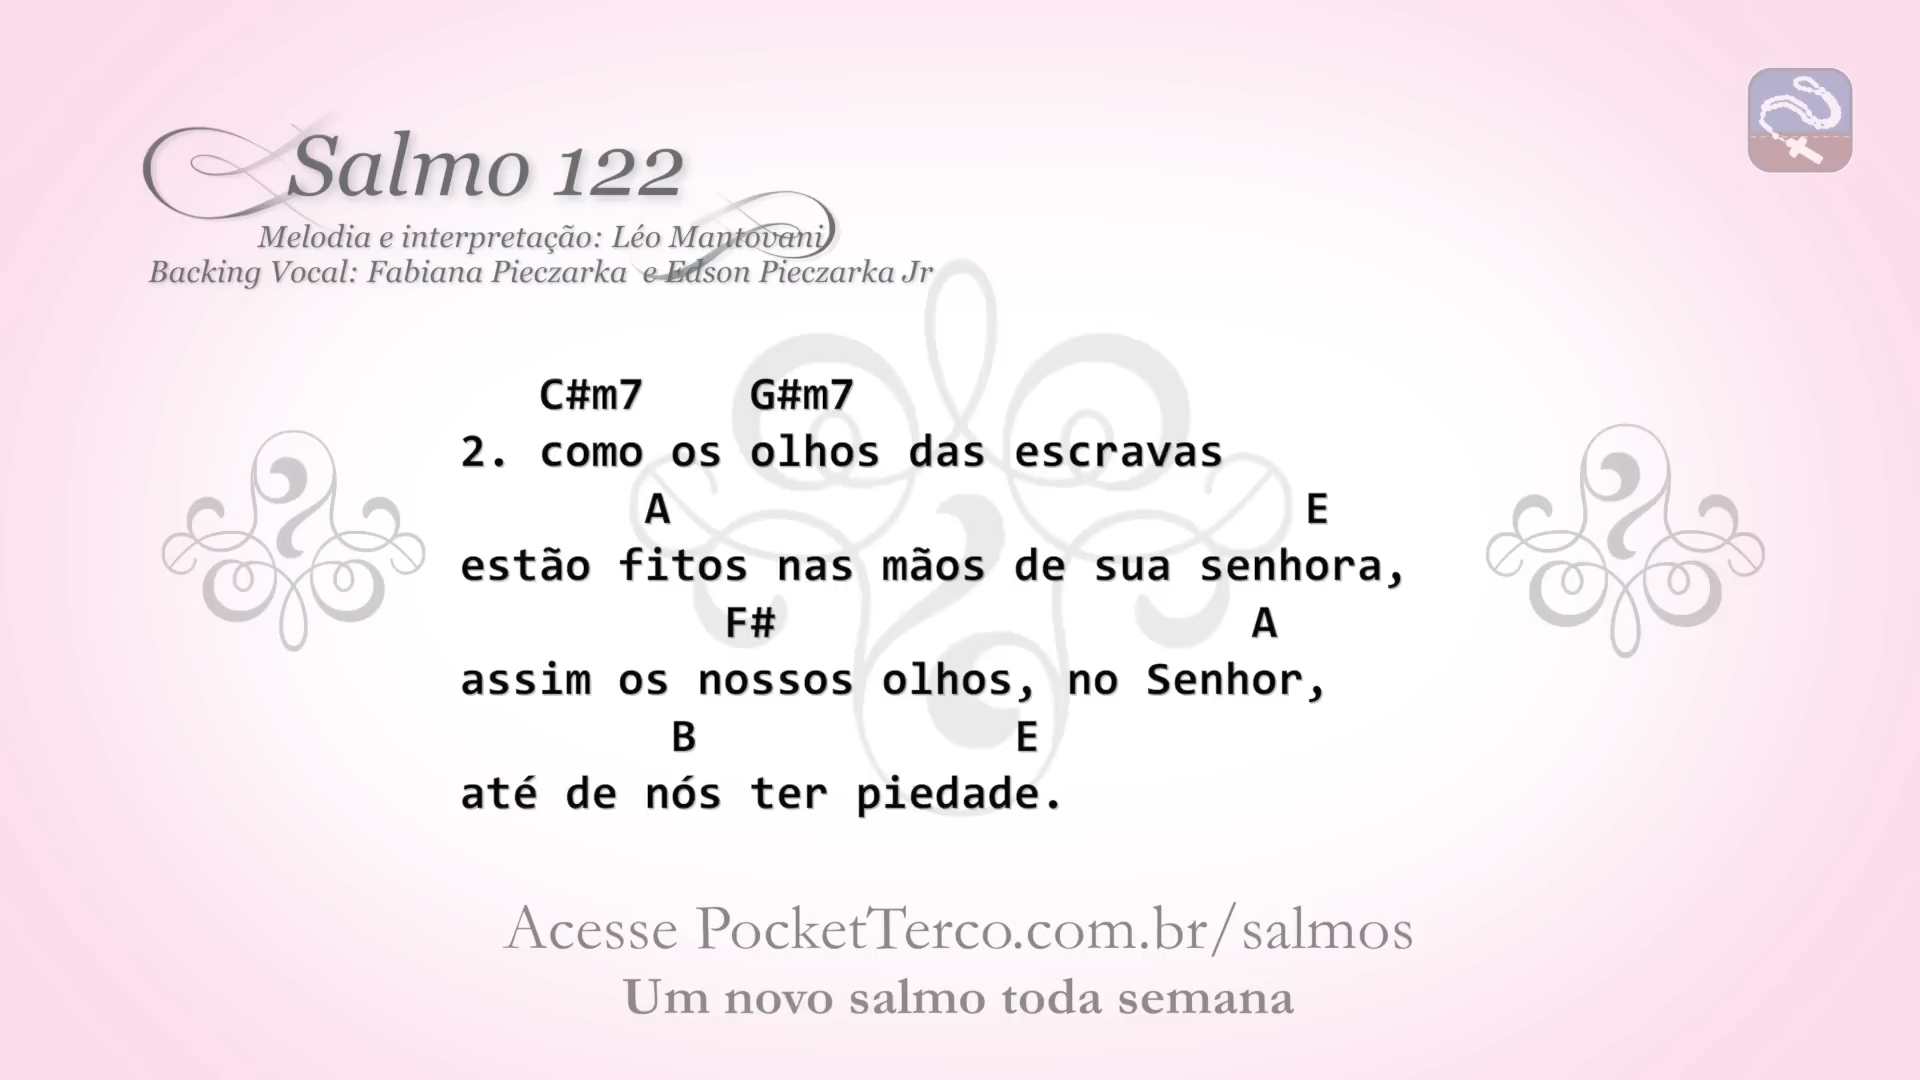 Salmo 122
Melodia e interpretação: Léo Mantovani
Backing Vocal: Fabiana Pieczarka e Edson Pieczarka Jr
C#m7 G#m7
2. como os olhos das escravas
A E
estão fitos nas mãos de sua senhora,
F# A
assim os nossos olhos, no Senhor,
B E
até de nós ter piedade.
Acesse PocketTerco.com.br/salmos
Um novo salmo toda semana